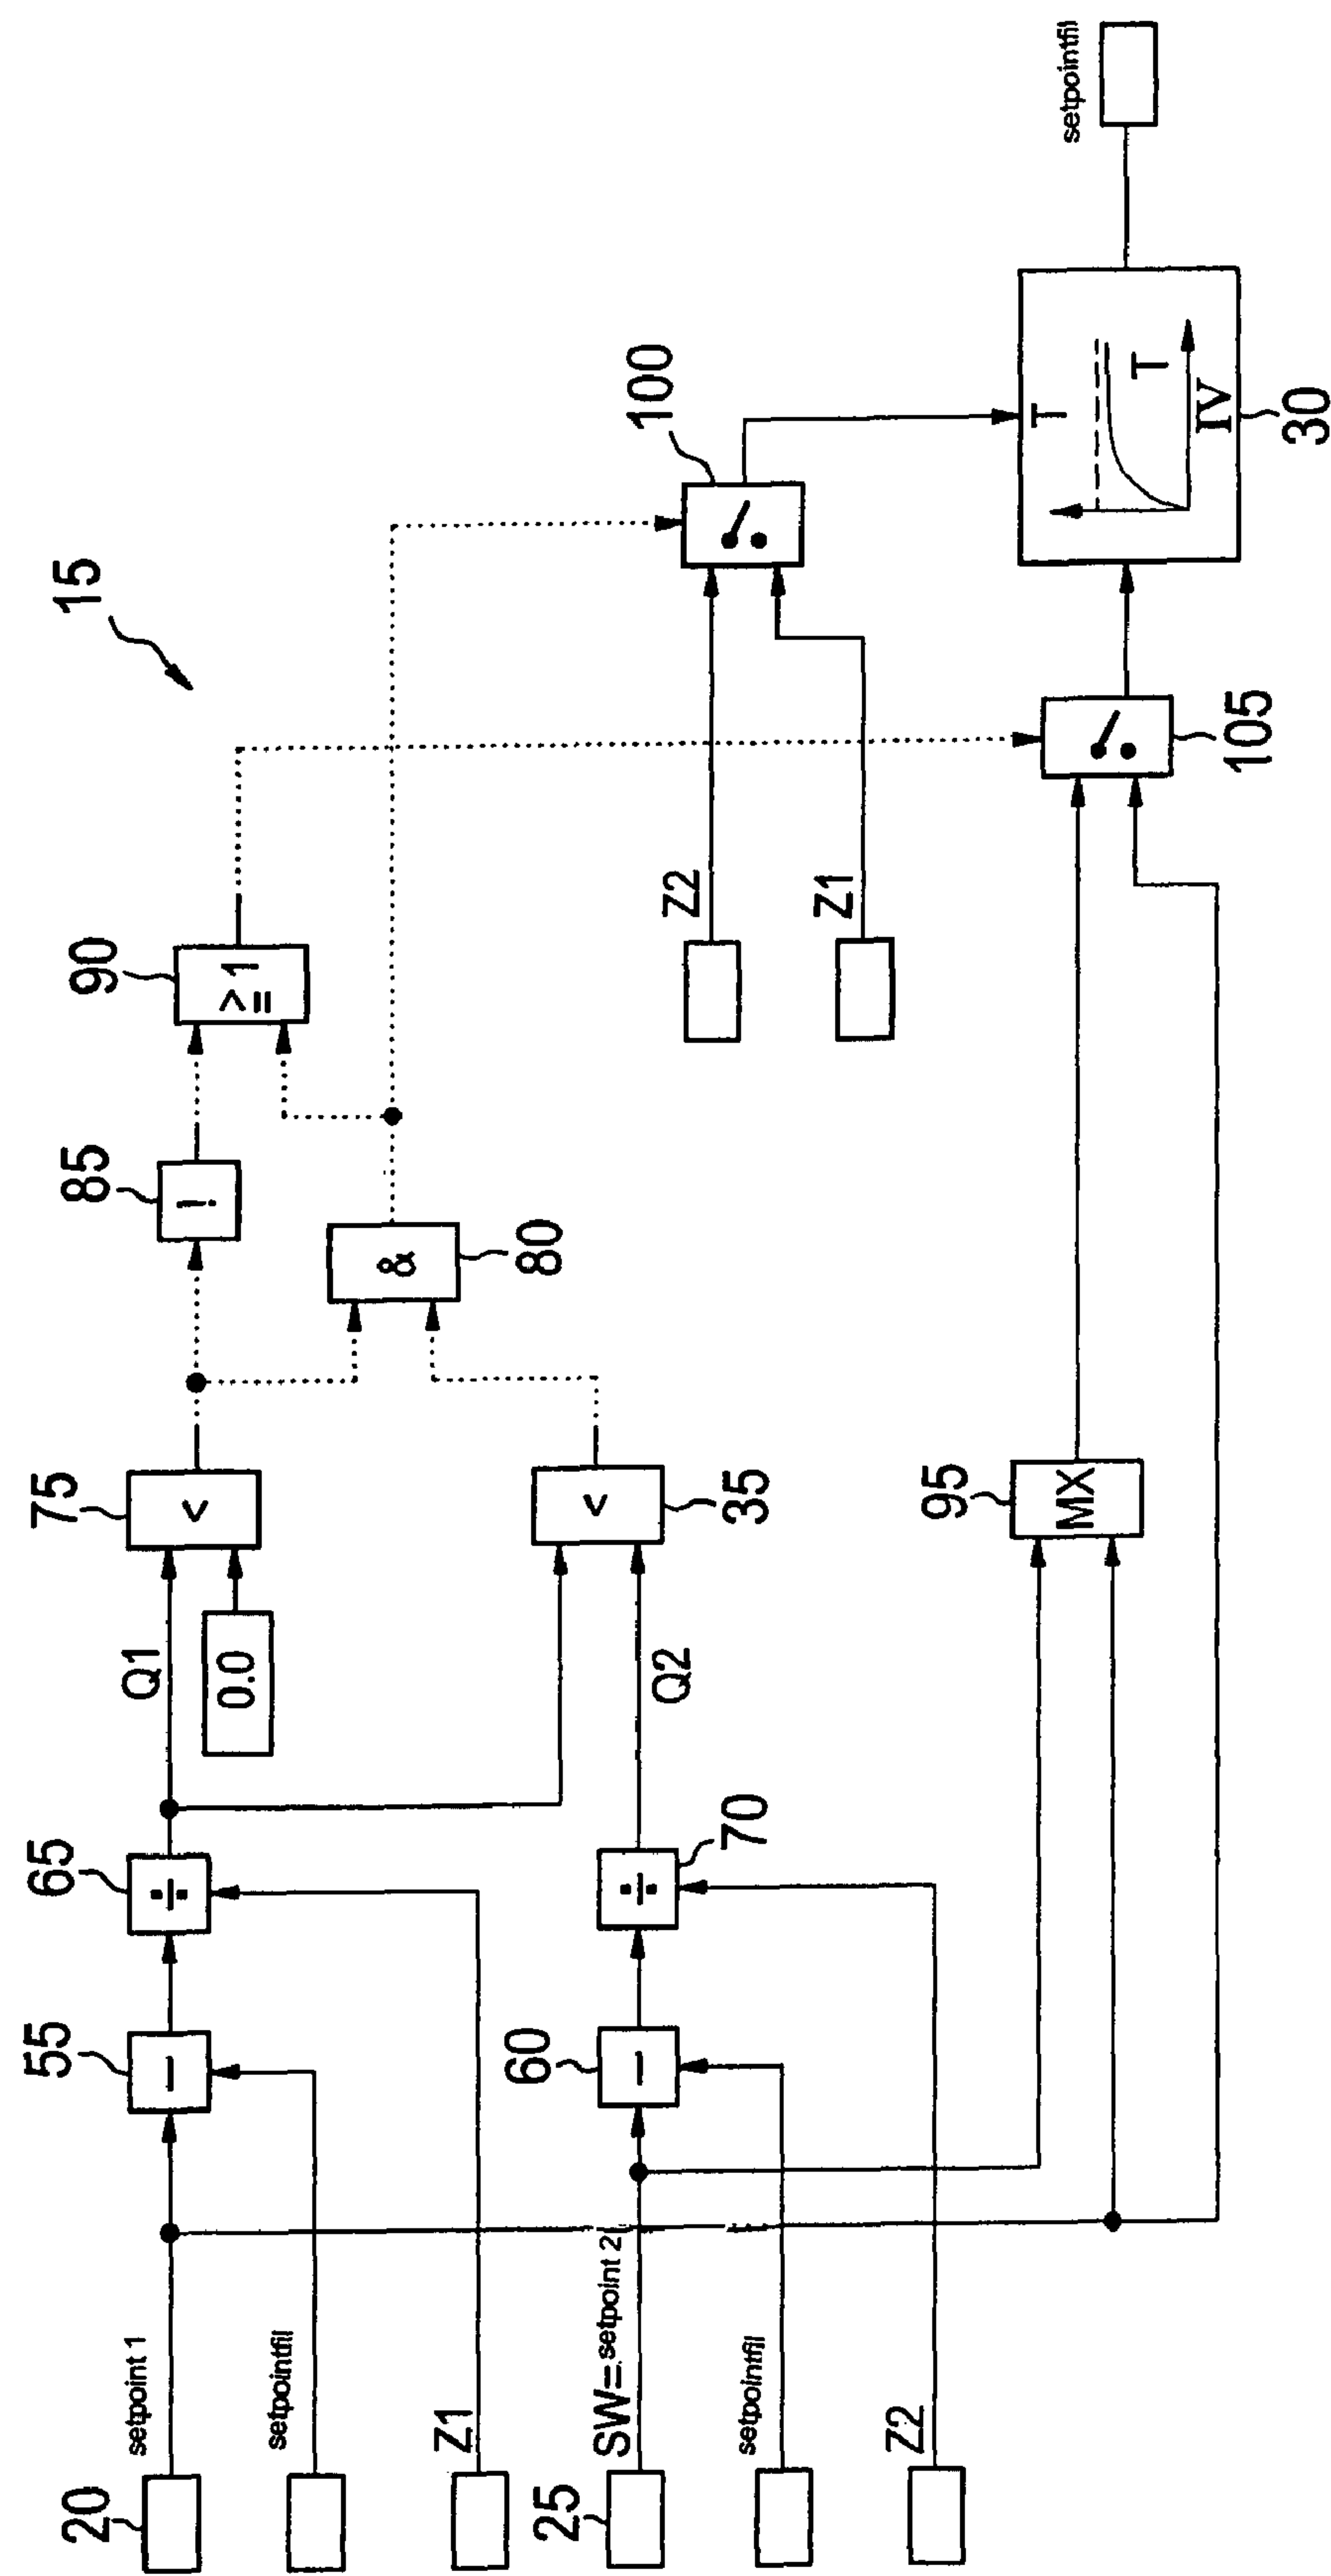 15
20
setpoint 1
setpointfil
Z1
55
65
Q1
0.0
75
<
85
!
90
>=1
80
&
25
SW=setpoint 2
setpointfil
Z2
60
70
Q2
35
<
95
MX
Z2
Z1
100
105
T
T
IV
30
setpointfil